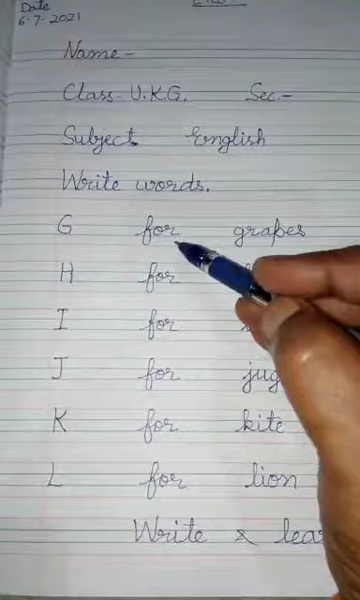 Date
6-7-2021
Name-
Class- U.K.G. Sec.-
Subject English
Write words.
G for grapes
H for
I for
J for jug
K for kite
L for lion
Write &